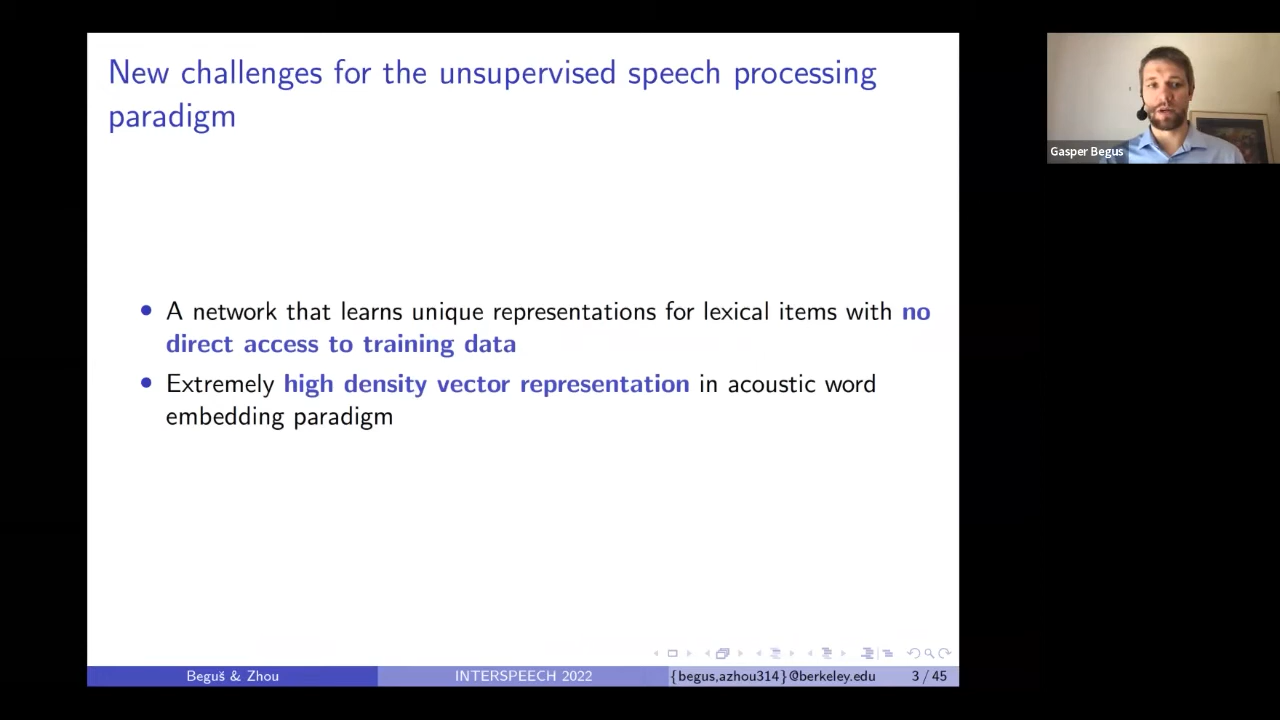 New challenges for the unsupervised speech processing
paradigm
Gasper Begus
• A network that learns unique representations for lexical items with no
direct access to training data
• Extremely high density vector representation in acoustic word
embedding paradigm
Beguš & Zhou INTERSPEECH 2022 {begus,azhou314}@berkeley.edu 3 / 45